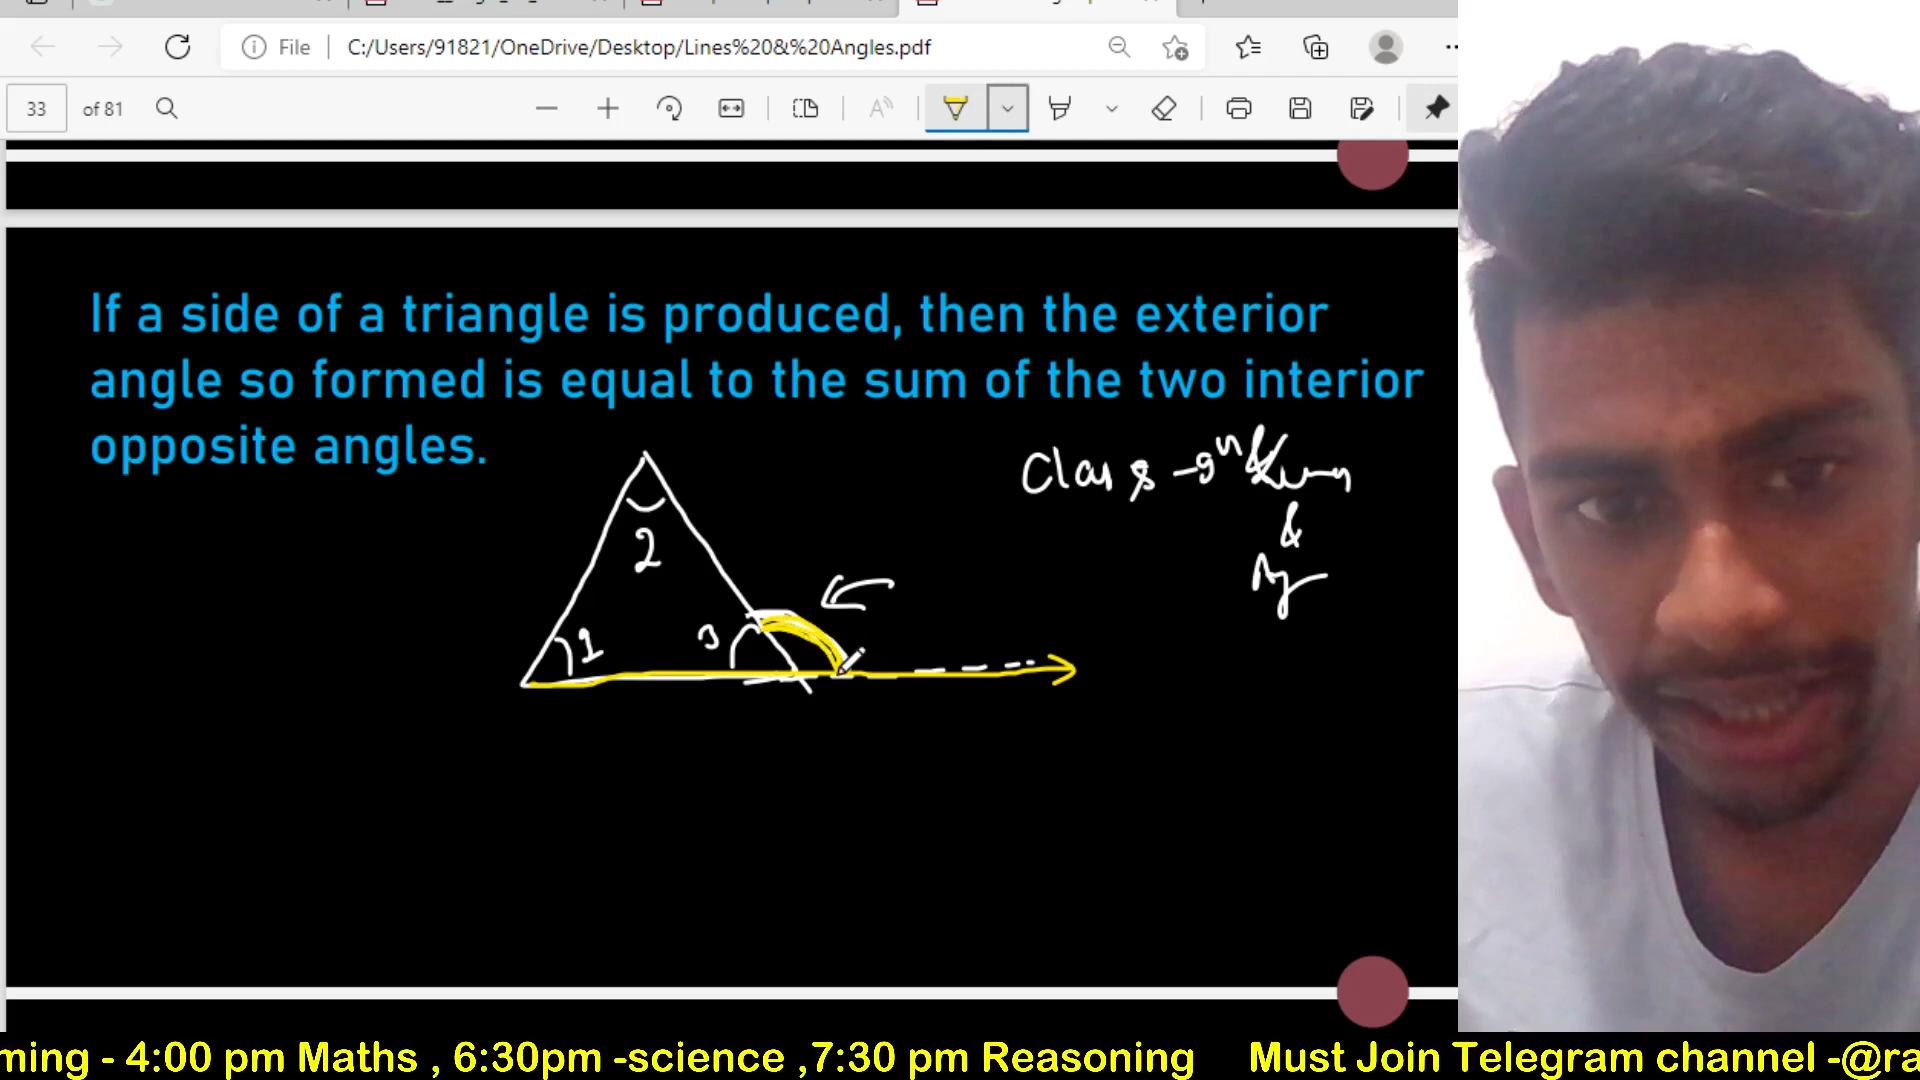 File C:/Users/91821/OneDrive/Desktop/Lines%20&%20Angles.pdf
33 of 81
If a side of a triangle is produced, then the exterior
angle so formed is equal to the sum of the two interior
opposite angles.
Class - 9
&
2
1 3
ming - 4:00 pm Maths , 6:30pm -science ,7:30 pm Reasoning Must Join Telegram channel -@ra